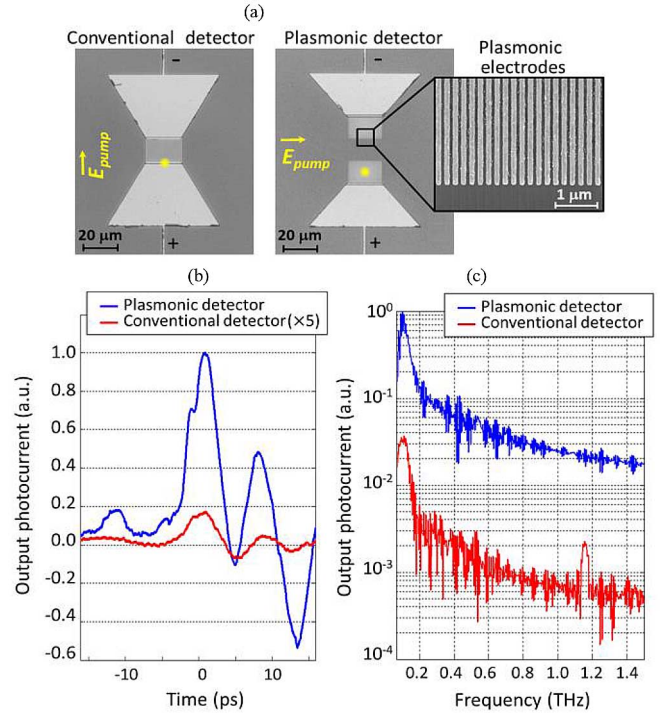 (a)
Conventional detector
Plasmonic detector
Plasmonic
electrodes
-
-
E pump
E pump
1 μm
20 μm
+
20 μm
+
(b)
(c)
Plasmonic detector
Conventional detector(×5)
Plasmonic detector
Conventional detector
Output photocurrent (a.u.)
1.0
0.8
0.6
0.4
0.2
0.0
-0.2
-0.4
-0.6
-10
0
10
Time (ps)
Output photocurrent (a.u.)
10⁰
10⁻¹
10⁻²
10⁻³
10⁻⁴
0.2
0.4
0.6
0.8
1.0
1.2
1.4
Frequency (THz)